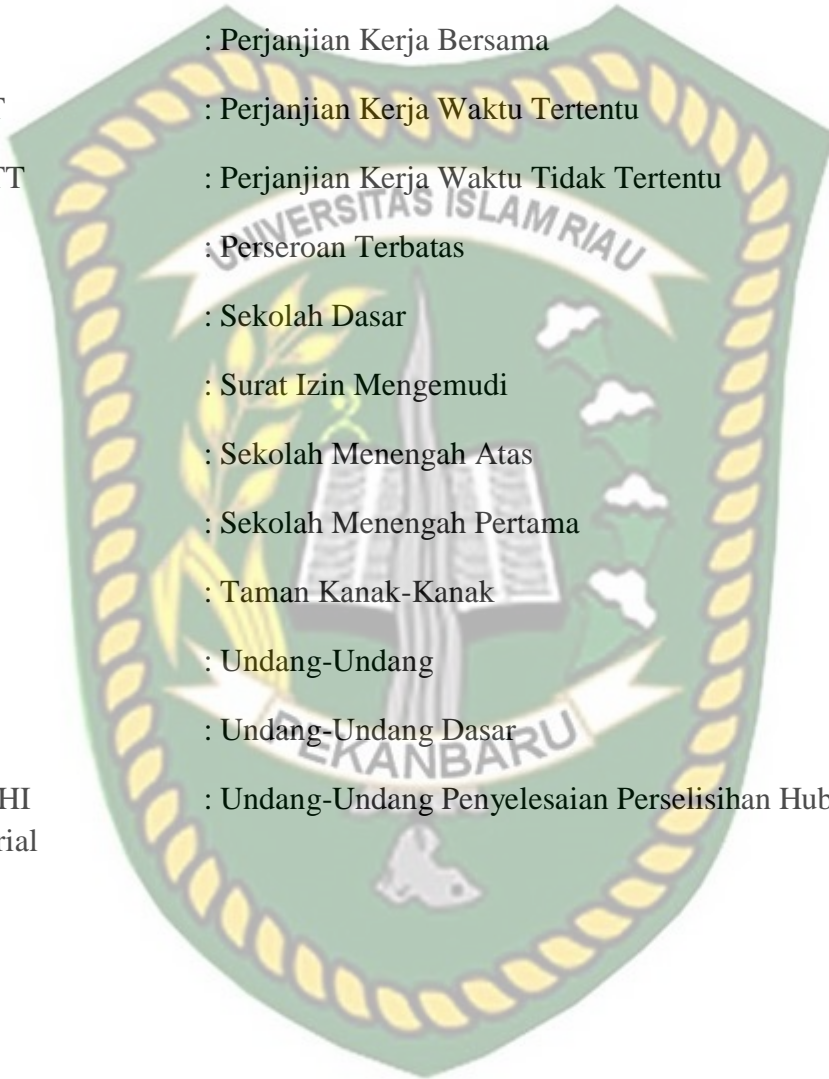 : Perjanjian Kerja Bersama
T : Perjanjian Kerja Waktu Tertentu
TT : Perjanjian Kerja Waktu Tidak Tertentu
UNIVERSITAS ISLAM RIAU
: Perseroan Terbatas
: Sekolah Dasar
: Surat Izin Mengemudi
: Sekolah Menengah Atas
: Sekolah Menengah Pertama
: Taman Kanak-Kanak
: Undang-Undang
: Undang-Undang Dasar
PEKANBARU
HI : Undang-Undang Penyelesaian Perselisihan Hub
rial